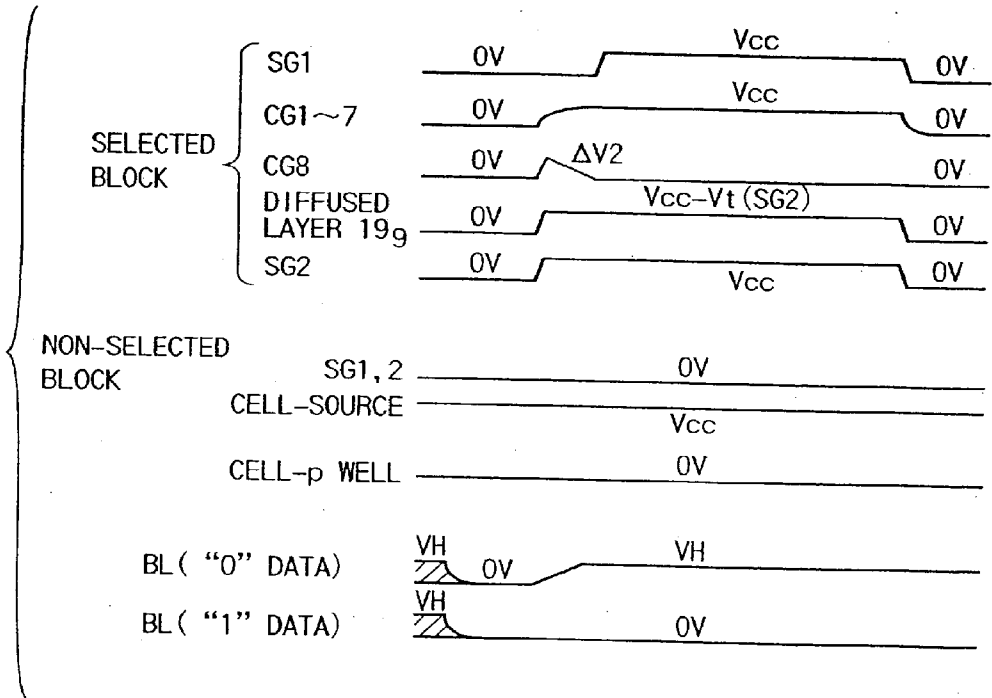 SG1 0V Vcc 0V
CG1~7 0V Vcc 0V
SELECTED BLOCK
CG8 0V ΔV2 0V
DIFFUSED LAYER 19₉ 0V Vcc-Vt(SG2) 0V
SG2 0V Vcc 0V
NON-SELECTED BLOCK
SG1,2 0V
CELL-SOURCE Vcc
CELL-p WELL 0V
BL( “0” DATA) VH 0V VH
BL( “1” DATA) VH 0V